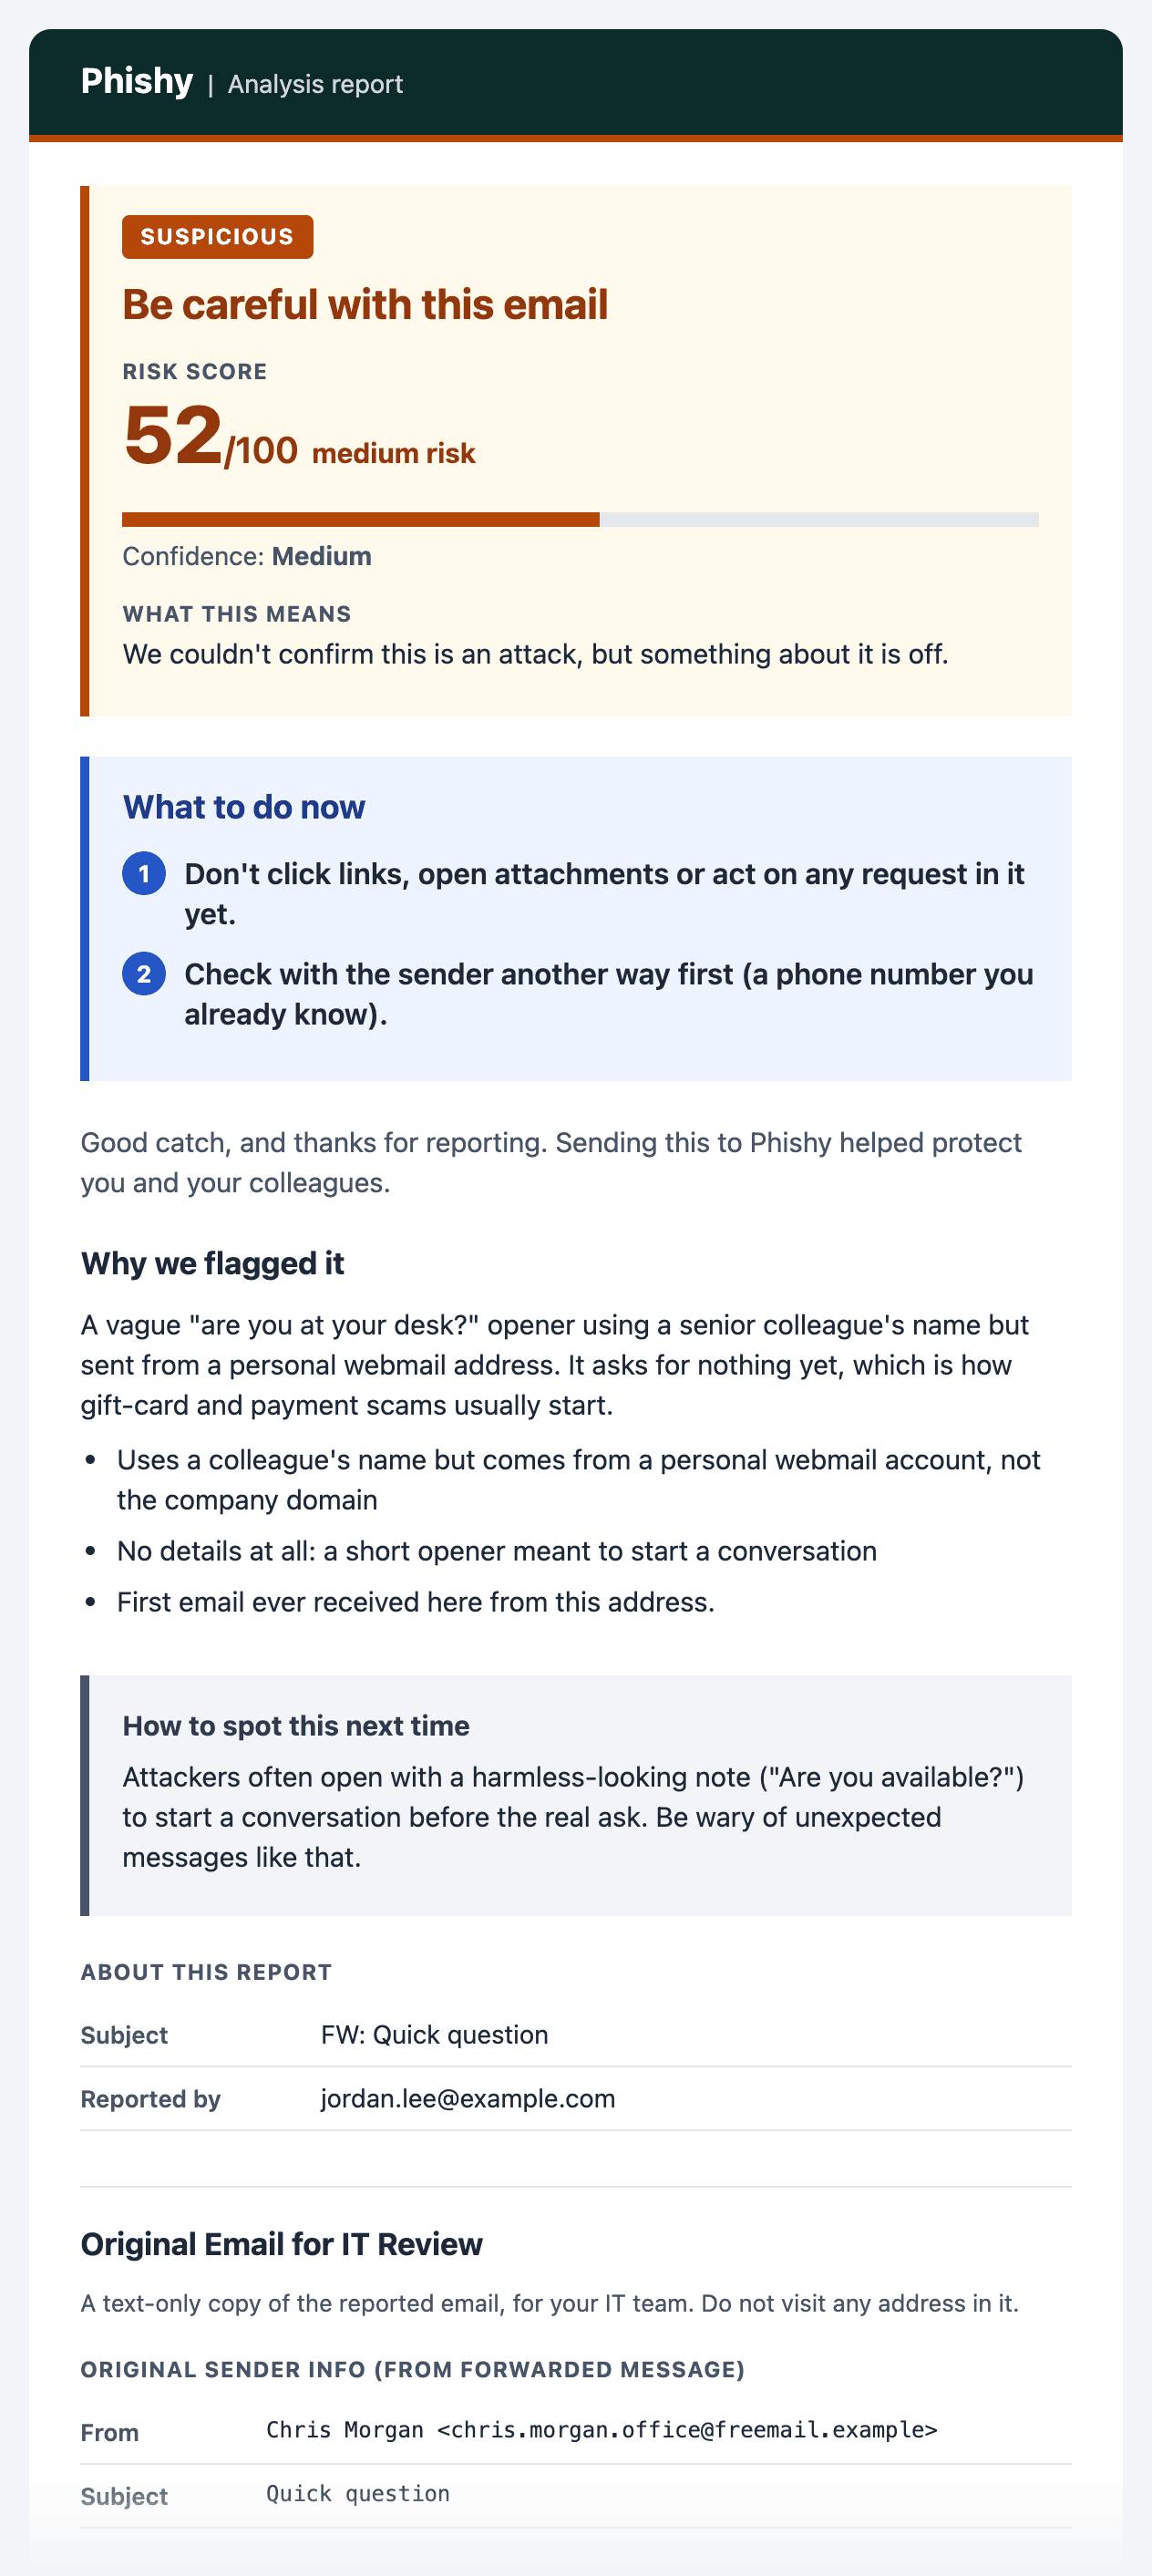 Phishy | Analysis report
SUSPICIOUS
Be careful with this email
RISK SCORE
52/100 medium risk
Confidence: Medium
WHAT THIS MEANS
We couldn't confirm this is an attack, but something about it is off.
What to do now
1 Don't click links, open attachments or act on any request in it
yet.
2 Check with the sender another way first (a phone number you
already know).
Good catch, and thanks for reporting. Sending this to Phishy helped protect
you and your colleagues.
Why we flagged it
A vague "are you at your desk?" opener using a senior colleague's name but
sent from a personal webmail address. It asks for nothing yet, which is how
gift-card and payment scams usually start.
• Uses a colleague's name but comes from a personal webmail account, not
the company domain
• No details at all: a short opener meant to start a conversation
• First email ever received here from this address.
How to spot this next time
Attackers often open with a harmless-looking note ("Are you available?")
to start a conversation before the real ask. Be wary of unexpected
messages like that.
ABOUT THIS REPORT
Subject FW: Quick question
Reported by jordan.lee@example.com
Original Email for IT Review
A text-only copy of the reported email, for your IT team. Do not visit any address in it.
ORIGINAL SENDER INFO (FROM FORWARDED MESSAGE)
From Chris Morgan <chris.morgan.office@freemail.example>
Subject Quick question